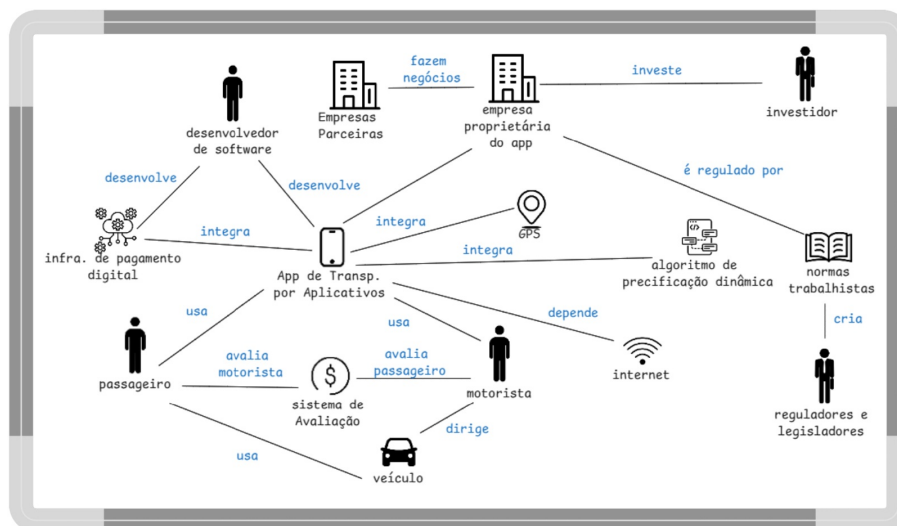 fazem
negócios
investe
Empresas
Parceiras
empresa
proprietária
do app
investidor
desenvolvedor
de software
desenvolve
desenvolve
é regulado por
integra
integra
GPS
integra
infra. de pagamento
digital
App de Transp.
por Aplicativos
algoritmo de
precificação dinâmica
normas
trabalhistas
usa
usa
depende
cria
avalia
motorista
avalia
passageiro
passageiro
$
sistema de
Avaliação
motorista
internet
reguladores e
legisladores
dirige
usa
veículo